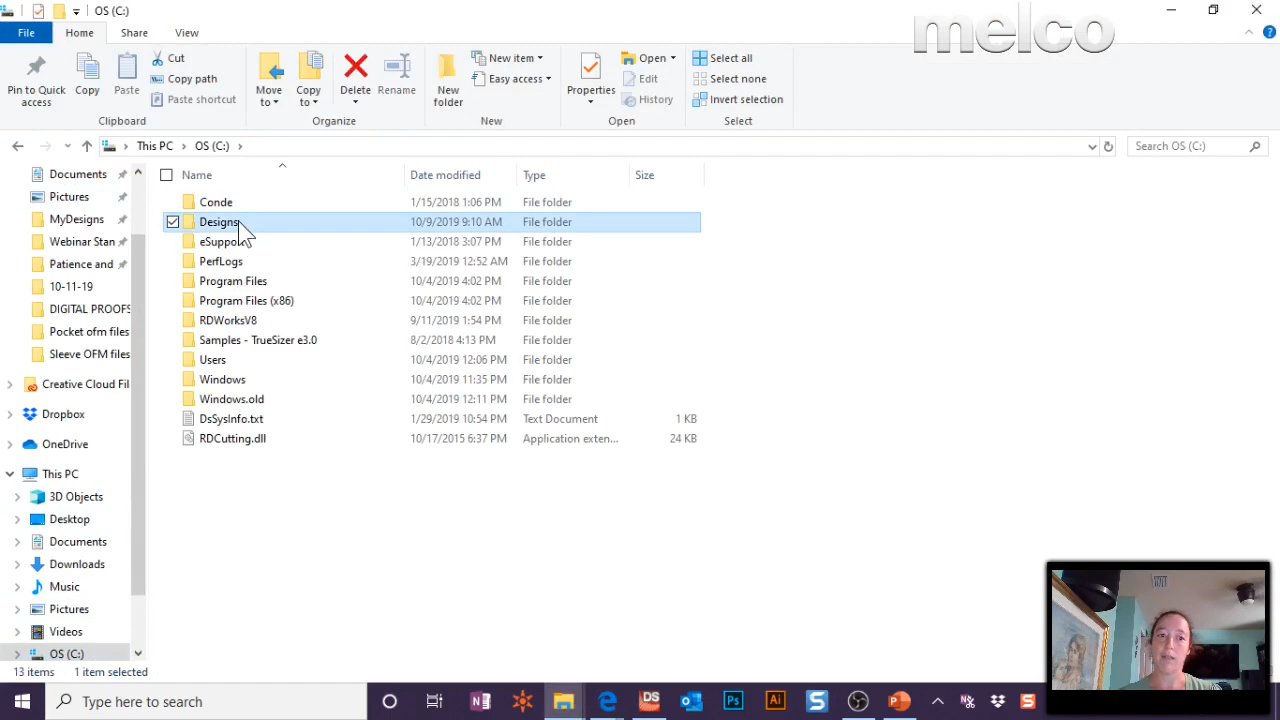 OS (C:)
melco
File Home Share View
Pin to Quick access
Copy
Paste
Cut
Copy path
Paste shortcut
Clipboard
Move to
Copy to
Delete
Rename
Organize
New folder
New item
Easy access
New
Properties
Open
Edit
History
Open
Select all
Select none
Invert selection
Select
This PC OS (C:)
Search OS (C:)
Documents
Pictures
MyDesigns
Webinar Stan
Patience and
10-11-19
DIGITAL PROOFS
Pocket ofm files
Sleeve OFM files
Creative Cloud Fil
Dropbox
OneDrive
This PC
3D Objects
Desktop
Documents
Downloads
Music
Pictures
Videos
OS (C:)
Name Date modified Type Size
Conde 1/15/2018 1:06 PM File folder
Designs 10/9/2019 9:10 AM File folder
eSuppo 1/13/2018 3:07 PM File folder
PerfLogs 3/19/2019 12:52 AM File folder
Program Files 10/4/2019 4:02 PM File folder
Program Files (x86) 10/4/2019 4:02 PM File folder
RDWorksV8 9/11/2019 1:54 PM File folder
Samples - TrueSizer e3.0 8/2/2018 4:13 PM File folder
Users 10/4/2019 12:06 PM File folder
Windows 10/4/2019 11:35 PM File folder
Windows.old 10/4/2019 12:11 PM File folder
DsSysInfo.txt 1/29/2019 10:54 PM Text Document 1 KB
RDCutting.dll 10/17/2015 6:37 PM Application exten... 24 KB
13 items 1 item selected
Type here to search
N
DS
Ps
Ai
S
P
S